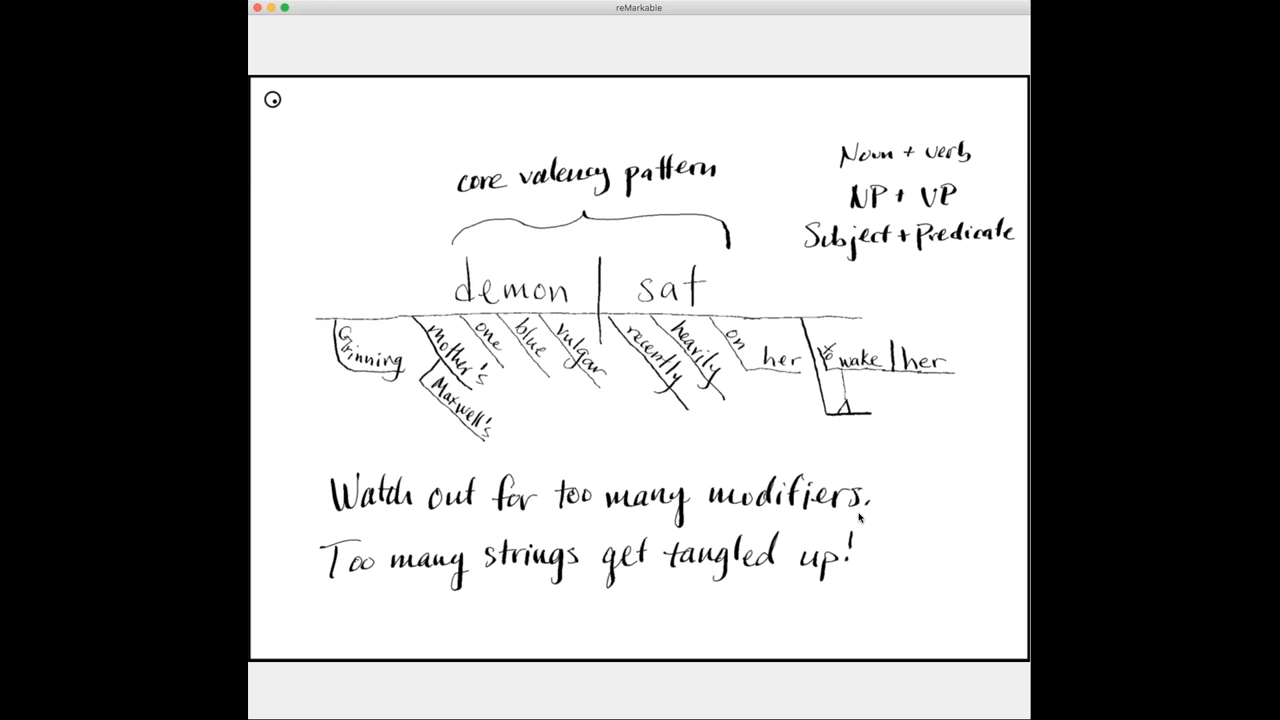 reMarkable
Noun + verb
NP + VP
Subject + Predicate
core valency pattern
demon | sat
Grinning
mother's
Maxwell's
one
blue
vulgar
recently
heavily
on
her
to
wake | her
Watch out for too many modifiers.
Too many strings get tangled up!